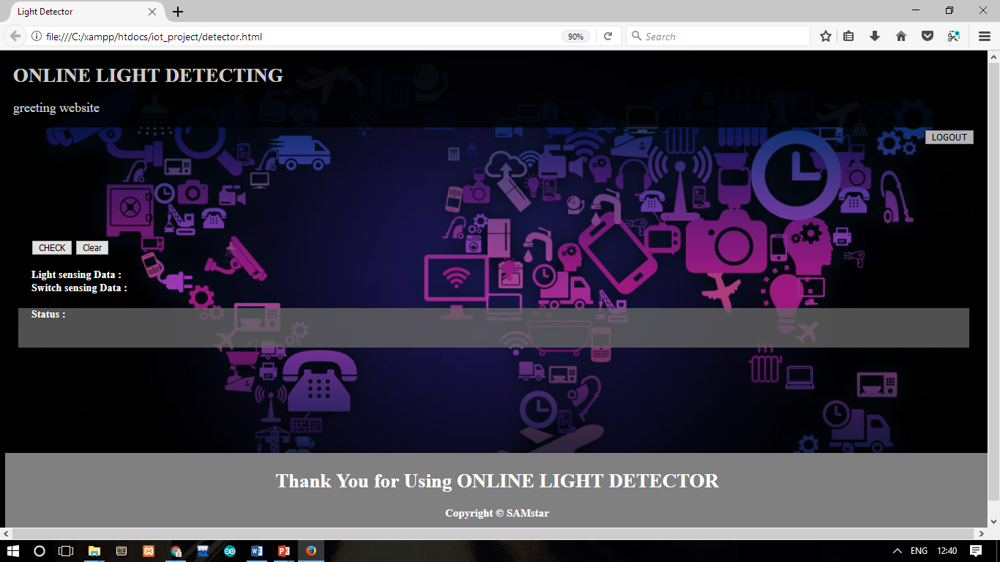 Light Detector
file:///C:/xampp/htdocs/iot_project/detector.html
90%
Search
ONLINE LIGHT DETECTING
greeting website
LOGOUT
CHECK Clear
Light sensing Data :
Switch sensing Data :
Status :
Thank You for Using ONLINE LIGHT DETECTOR
Copyright © SAMstar
ENG 12:40